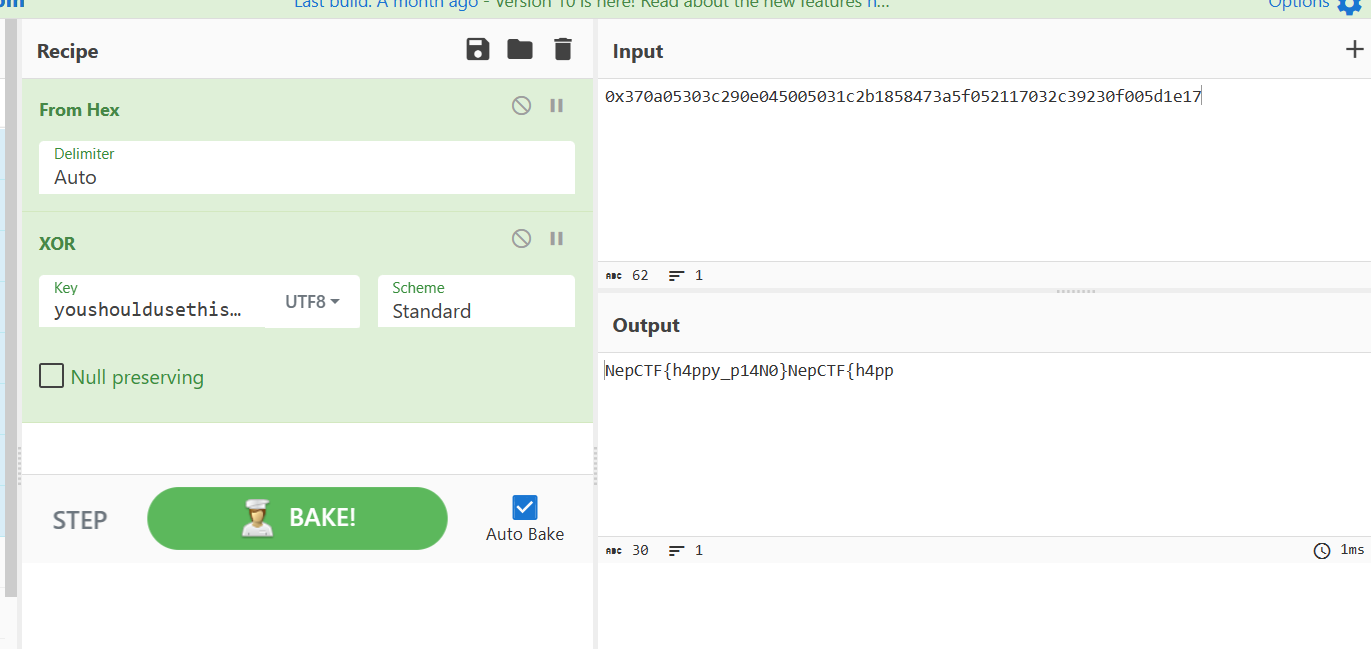 Last build: A month ago - Version 10 is here! Read about the new features h...
Options
Recipe
From Hex
Delimiter
Auto
XOR
Key
youshouldusethis...
UTF8
Scheme
Standard
Null preserving
STEP
BAKE!
Auto Bake
Input
0x370a05303c290e045005031c2b1858473a5f052117032c39230f005d1e17
ABC 62 1
Output
NepCTF{h4ppy_p14N0}NepCTF{h4pp
ABC 30 1
1ms